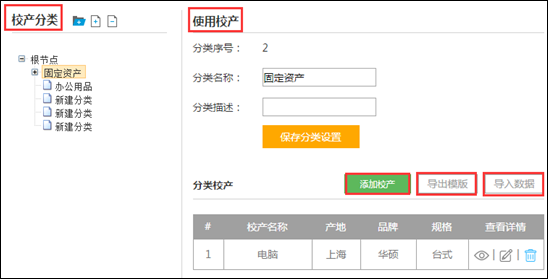 校产分类
根节点
固定资产
办公用品
新建分类
新建分类
新建分类
使用校产
分类序号： 2
分类名称： 固定资产
分类描述：
保存分类设置
分类校产 添加校产 导出模版 导入数据
# 校产名称 产地 品牌 规格 查看详情
1 电脑 上海 华硕 台式